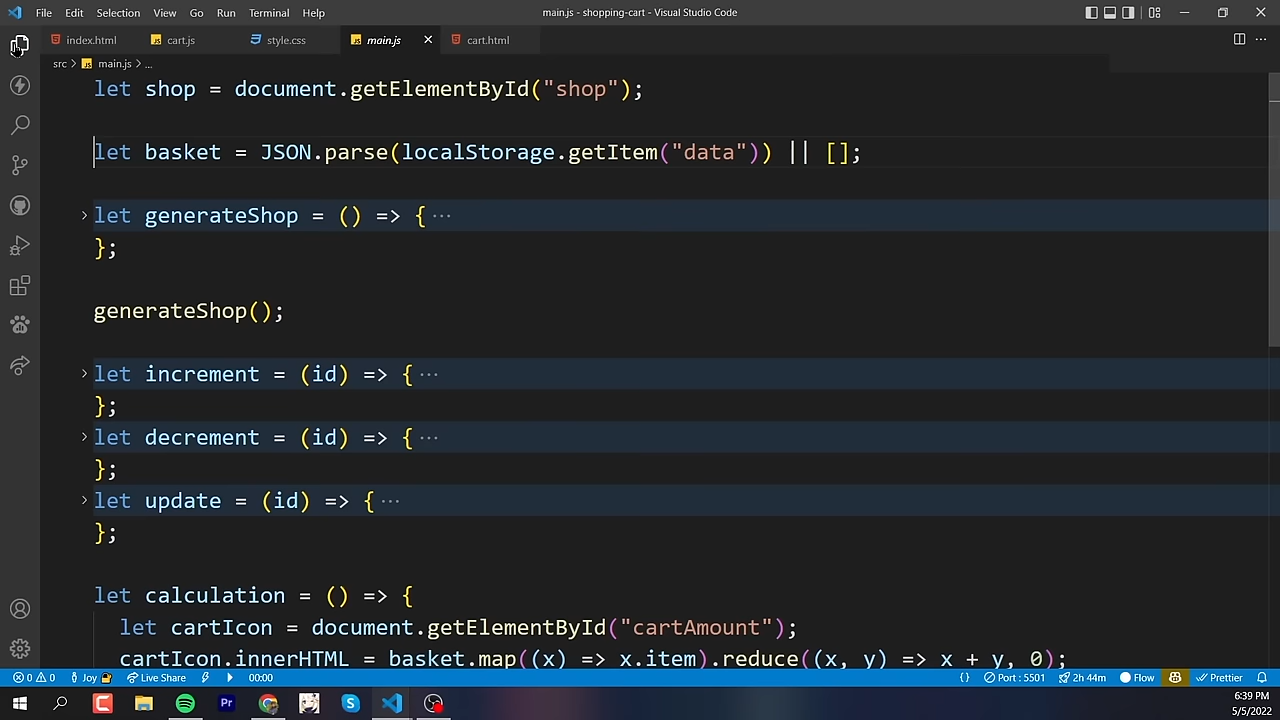 File Edit Selection View Go Run Terminal Help main.js - shopping-cart - Visual Studio Code
index.html cart.js style.css main.js cart.html
src > main.js > ...
let shop = document.getElementById("shop");
let basket = JSON.parse(localStorage.getItem("data")) || [];
let generateShop = () => { ...
};
generateShop();
let increment = (id) => { ...
};
let decrement = (id) => { ...
};
let update = (id) => { ...
};
let calculation = () => {
let cartIcon = document.getElementById("cartAmount");
cartIcon.innerHTML = basket.map((x) => x.item).reduce((x, y) => x + y, 0);
0 0 Joy Live Share 00:00 {} Port : 5501 2h 44m Flow Prettier
6:39 PM
5/5/2022